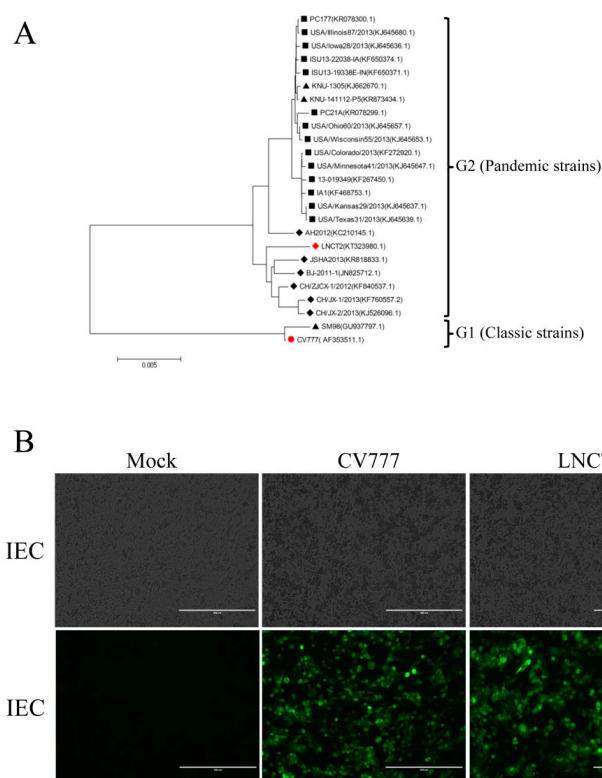 A
PC177(KR078300.1)
USA/Illinois87/2013(KJ645680.1)
USA/Iowa28/2013(KJ645636.1)
ISU13-22038-IA(KF650374.1)
ISU13-19338E-IN(KF650371.1)
KNU-1305(KJ662670.1)
KNU-141112-P5(KR873434.1)
PC21A(KR078299.1)
USA/Ohio60/2013(KJ645657.1)
USA/Wisconsin55/2013(KJ645653.1)
USA/Colorado/2013(KF272920.1)
USA/Minnesota41/2013(KJ645647.1)
13-019349(KF267450.1)
IA1(KF468753.1)
USA/Kansas29/2013(KJ645637.1)
USA/Texas31/2013(KJ645639.1)
AH2012(KC210145.1)
LNCT2(KT323980.1)
JSHA2013(KR818833.1)
BJ-2011-1(JN825712.1)
CH/ZJCX-1/2012(KF840537.1)
CH/JX-1/2013(KF760557.2)
CH/JX-2/2013(KJ526096.1)
SM98(GU937797.1)
CV777( AF353511.1)
G2 (Pandemic strains)
G1 (Classic strains)
0.005
B
Mock CV777 LNCT
IEC
IEC